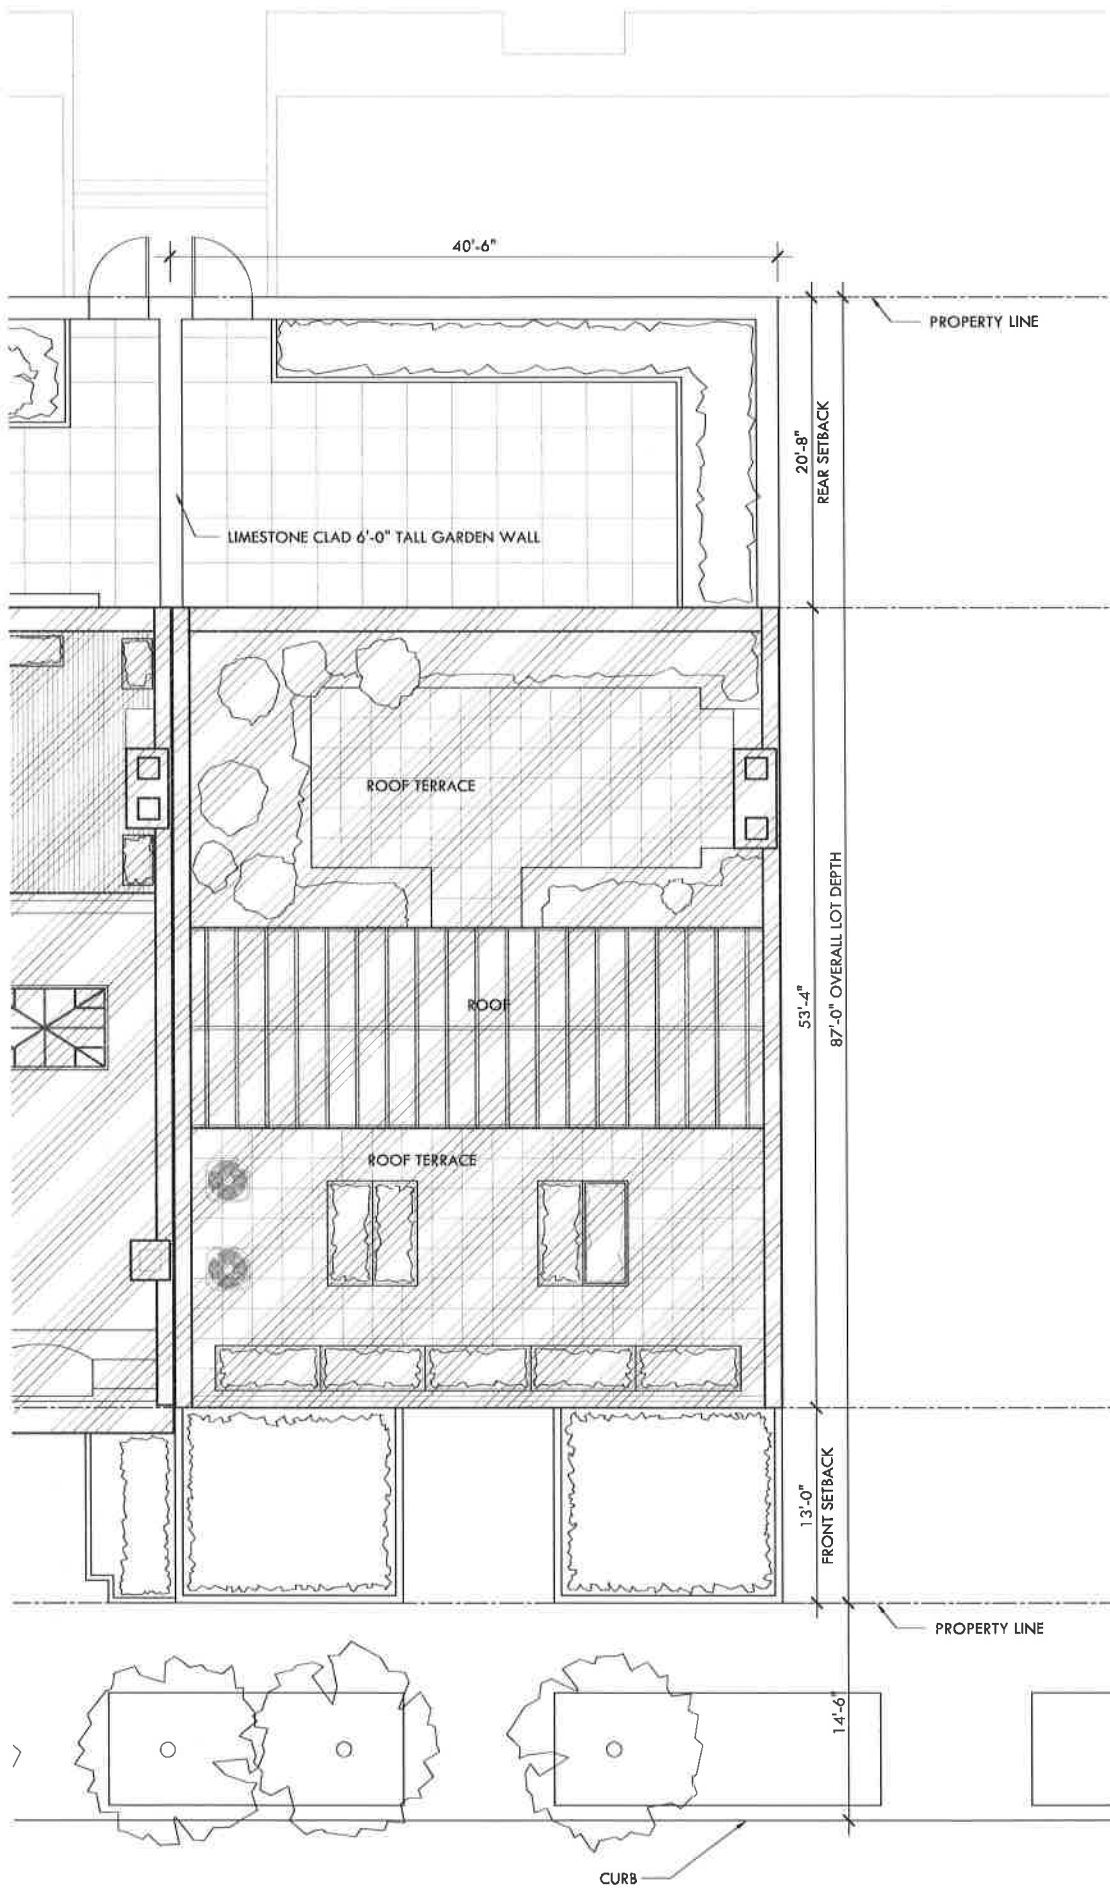 40'-6"
PROPERTY LINE
20'-8"
REAR SETBACK
LIMESTONE CLAD 6'-0" TALL GARDEN WALL
ROOF TERRACE
87'-0" OVERALL LOT DEPTH
53'-4"
ROOF
ROOF TERRACE
13'-0"
FRONT SETBACK
PROPERTY LINE
14'-6"
CURB